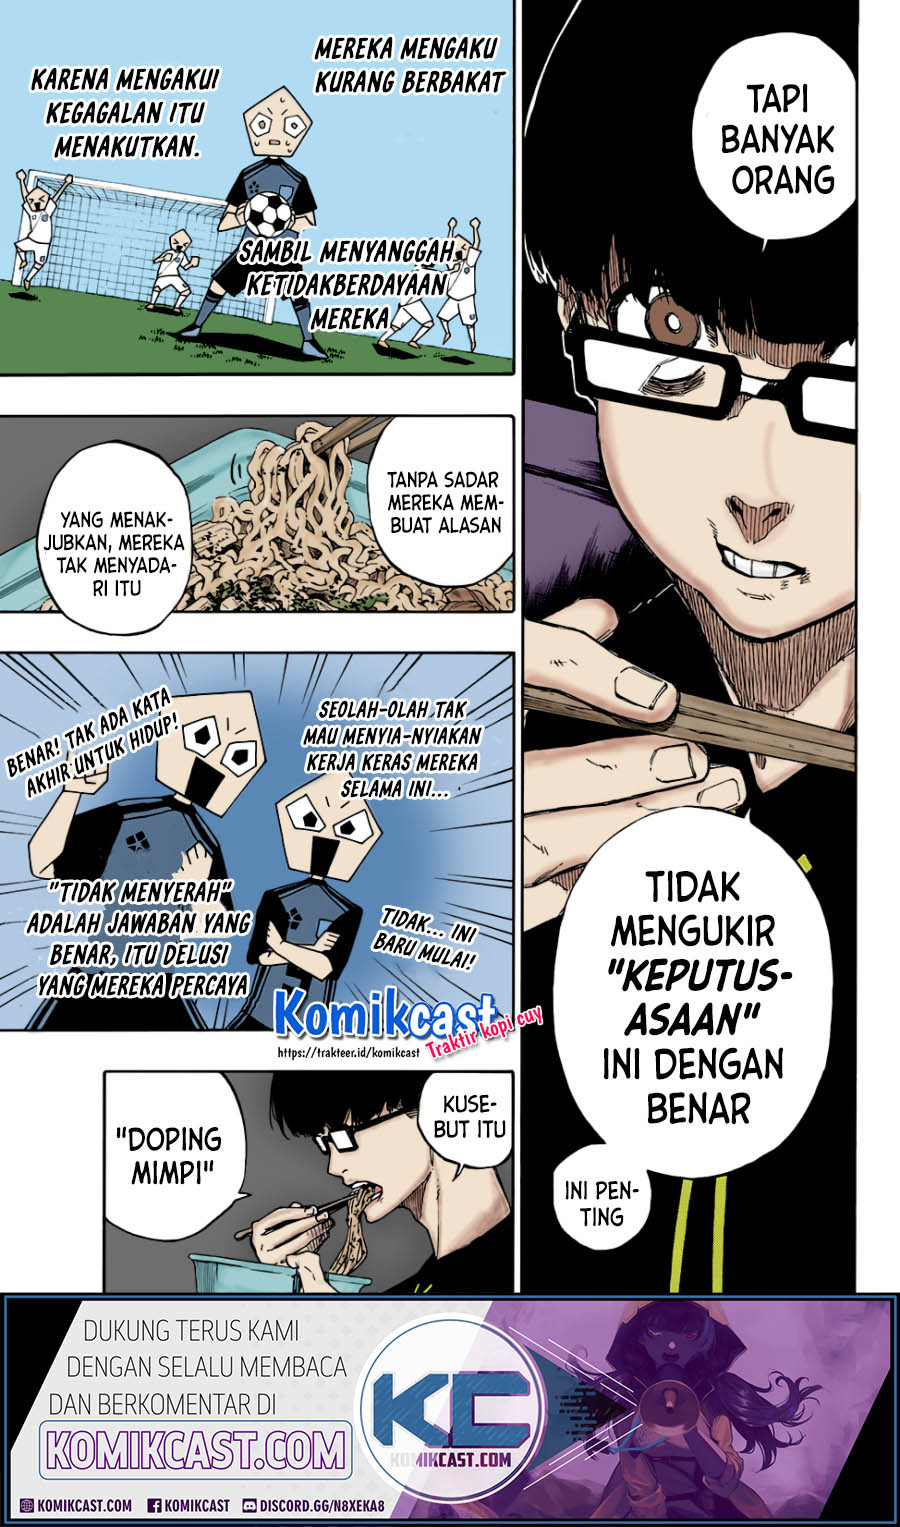 TAPI
BANYAK
ORANG
TIDAK
MENGUKIR
"KEPUTUS-
ASAAN"
INI DENGAN
BENAR
INI PEN-
TING
MEREKA MENGAKU
KURANG BERBAKAT
KARENA MENGAKUI
KEGAGALAN ITU
MENAKUTKAN.
SAMBIL MENYANGGAH
KETIDAKBERDAYAAN
MEREKA
TANPA SADAR
MEREKA MEM-
BUAT ALASAN
YANG MENAK-
JUBKAN, MEREKA
TAK MENYADA-
RI ITU
SEOLAH-OLAH TAK
MAU MENYIA-NYIAKAN
KERJA KERAS MEREKA
SELAMA INI...
BENAR! TAK ADA KATA
AKHIR UNTUK HIDUP!
"TIDAK MENYERAH"
ADALAH JAWABAN YANG
BENAR, ITU DELUSI
YANG MEREKA PERCAYA
TIDAK... INI
BARU MULAI!
Komikcast
Traktir kopi cuy
https://trakteer.id/komikcast
KUSE-
BUT ITU
"DOPING
MIMPI"
DUKUNG TERUS KAMI
DENGAN SELALU MEMBACA
DAN BERKOMENTAR DI
KOMIKCAST.COM
KC
KOMIKCAST.COM
KOMIKCAST.COM KOMIKCAST DISCORD.GG/N8XEKA8